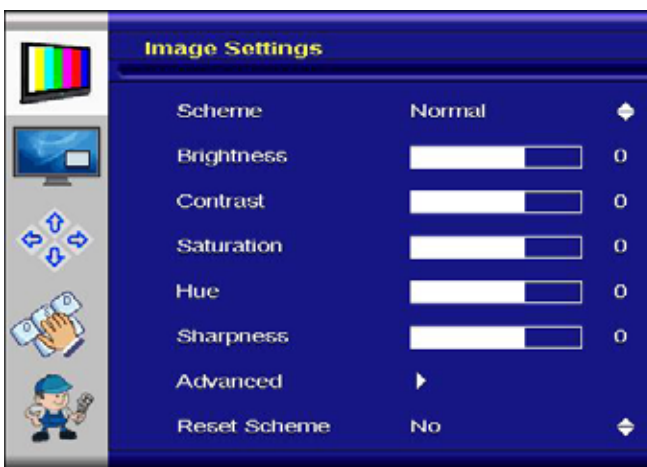 Image Settings
Scheme Normal
Brightness 0
Contrast 0
Saturation 0
Hue 0
Sharpness 0
Advanced
Reset Scheme No